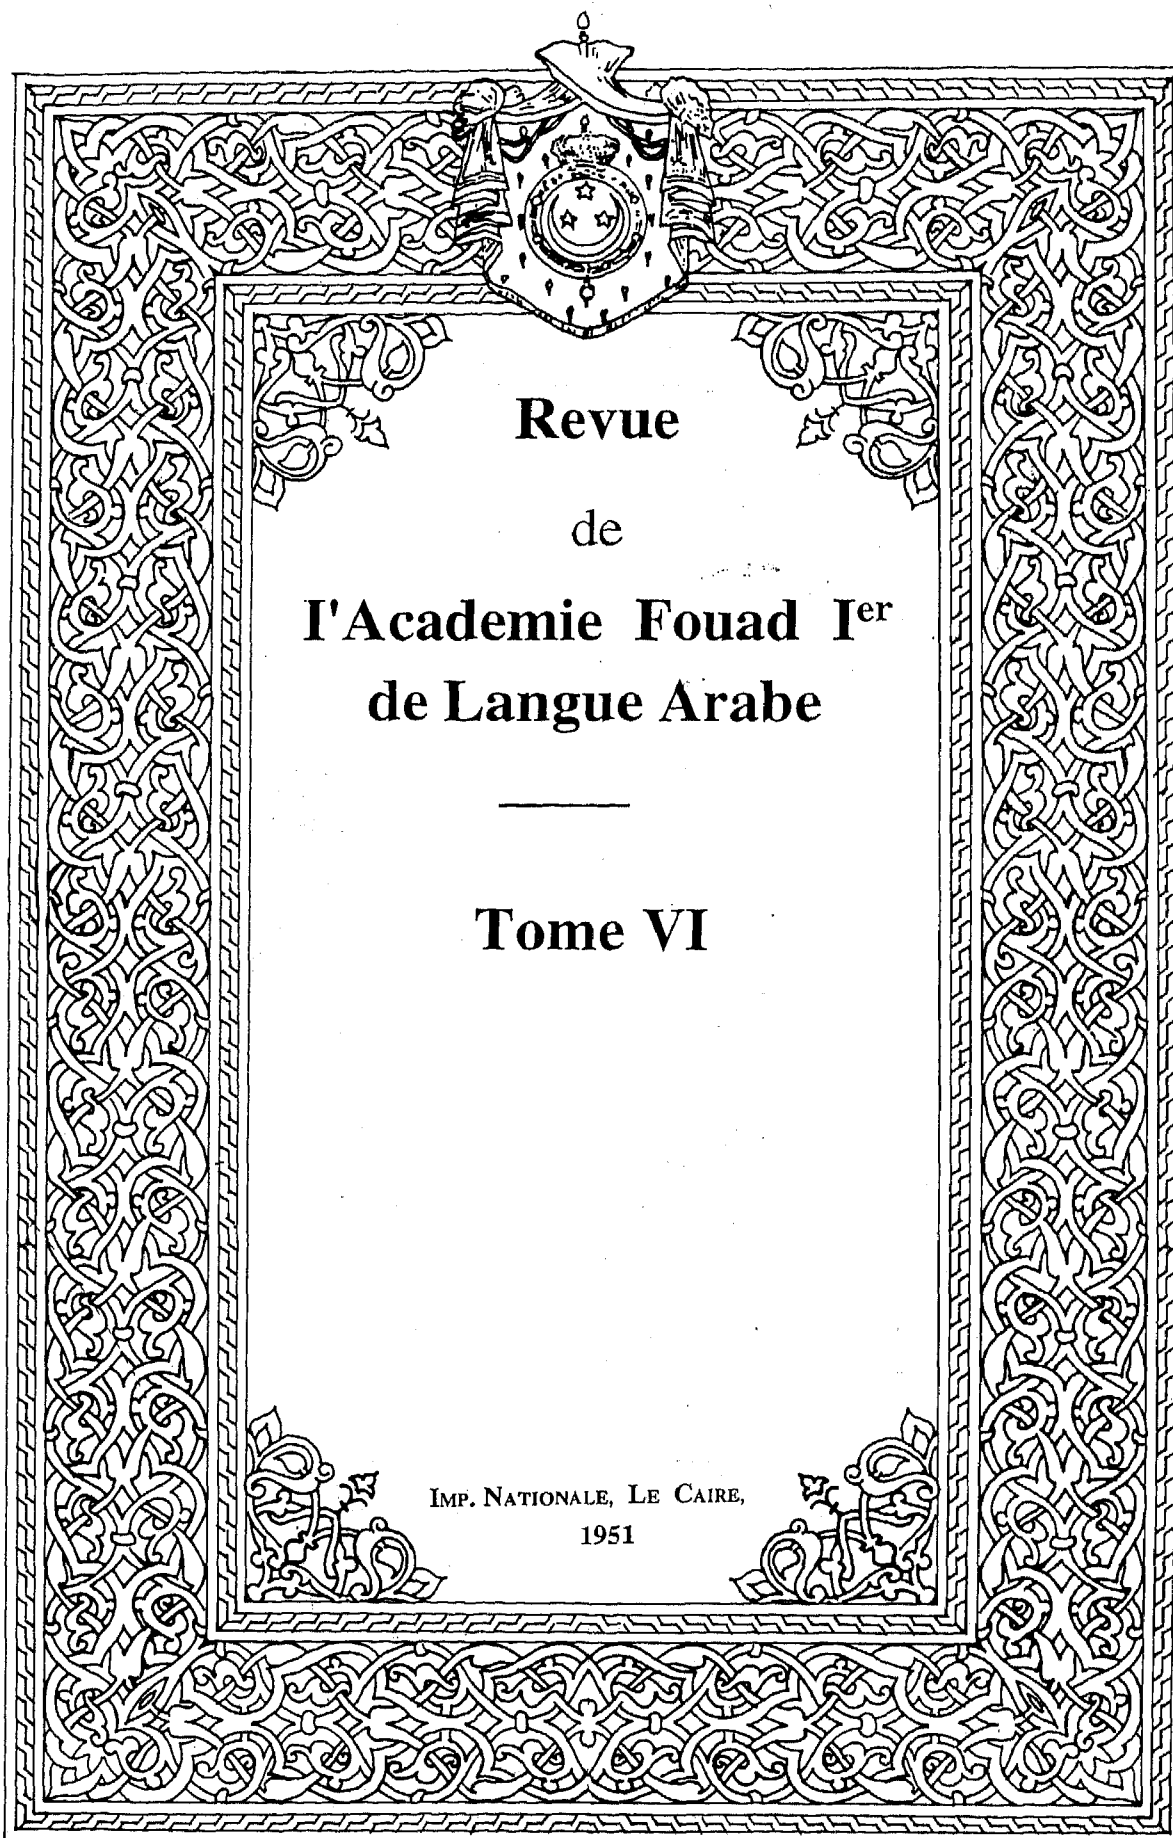 Revue
de
l'Academie Fouad Ier
de Langue Arabe
Tome VI
IMP. NATIONALE, LE CAIRE,
1951